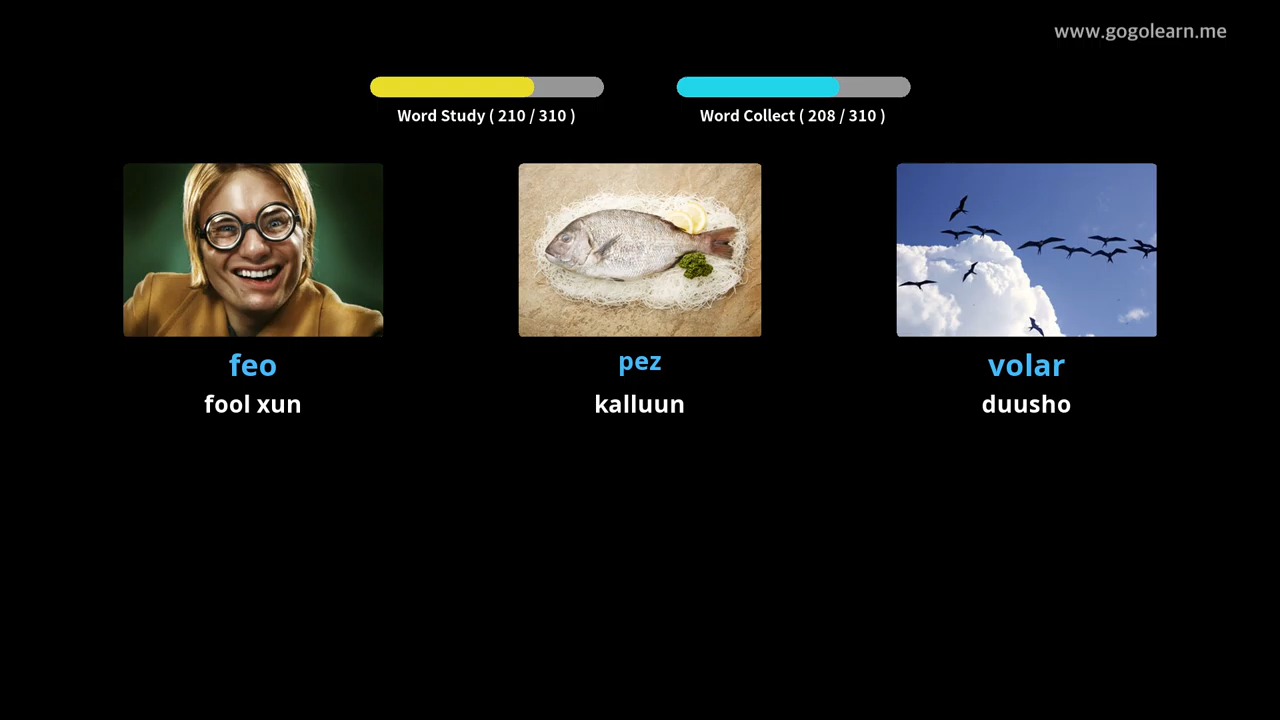 www.gogolearn.me
Word Study ( 210 / 310 )
Word Collect ( 208 / 310 )
feo
pez
volar
fool xun
kalluun
duusho